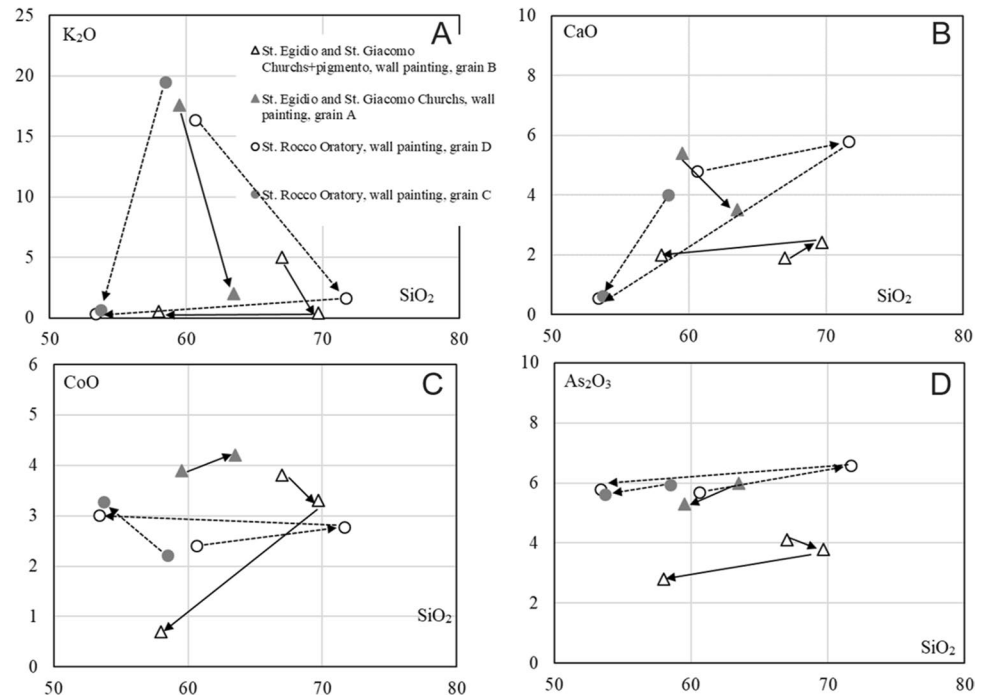 25
20
15
10
5
0
K₂O
A
St. Egidio and St. Giacomo
Churchs+pigmento, wall painting, grain B
St. Egidio and St. Giacomo Churchs, wall
painting, grain A
St. Rocco Oratory, wall painting, grain D
St. Rocco Oratory, wall painting, grain C
SiO₂
50 60 70 80
10
8
6
4
2
0
CaO
B
SiO₂
50 60 70 80
6
5
4
3
2
1
0
CoO
C
SiO₂
50 60 70 80
10
8
6
4
2
0
As₂O₃
D
SiO₂
50 60 70 80